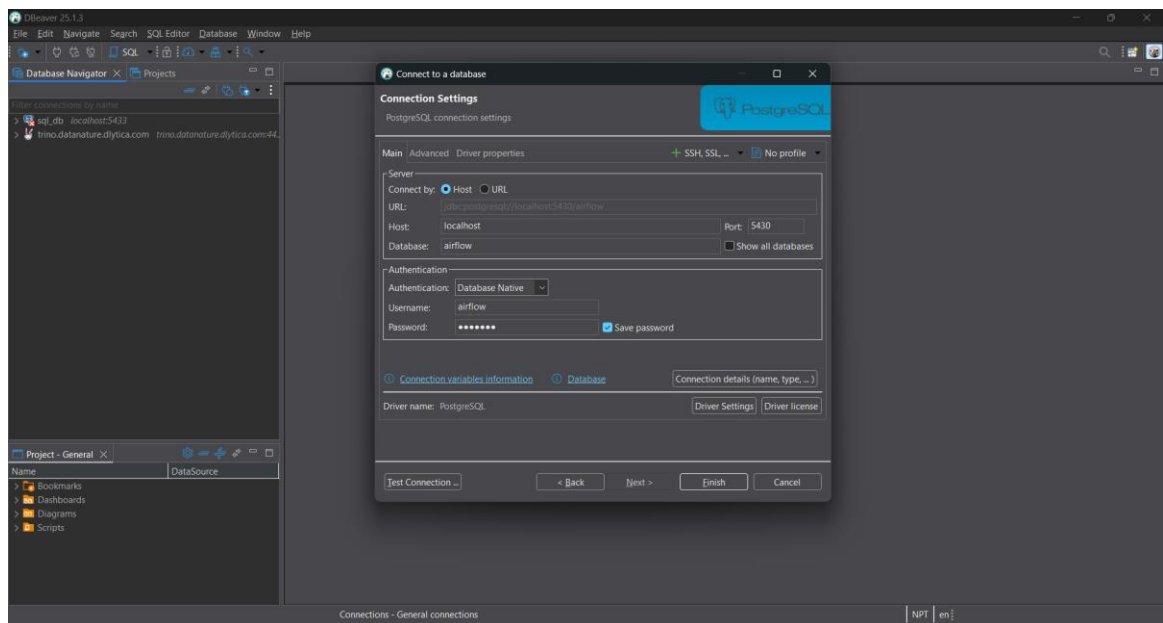 DBeaver 25.1.3
File Edit Navigate Search SQL Editor Database Window Help
SQL
Database Navigator Projects
Filter connections by name
sql_db localhost:5433
trino.datanature.dlytica.com trino.datanature.dlytica.com:44..
Project - General
Name DataSource
Bookmarks
Dashboards
Diagrams
Scripts
Connect to a database
Connection Settings
PostgreSQL connection settings
PostgreSQL
Main Advanced Driver properties SSH, SSL, ... No profile
Server
Connect by: Host URL
URL: jdbc:postgresql://localhost:5430/airflow
Host: localhost Port: 5430
Database: airflow Show all databases
Authentication
Authentication: Database Native
Username: airflow
Password: ••••••• Save password
Connection variables information Database Connection details (name, type, ... )
Driver name: PostgreSQL Driver Settings Driver license
Test Connection ... < Back Next > Finish Cancel
Connections - General connections NPT en